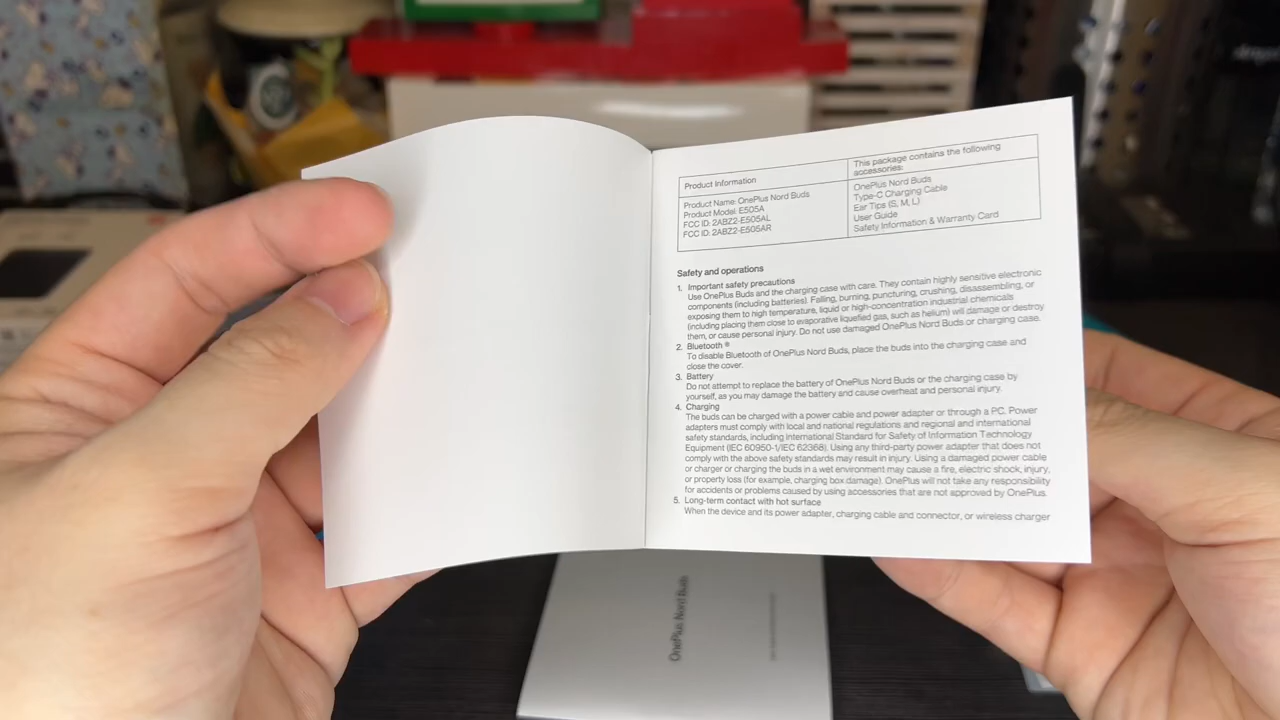 Product Information
This package contains the following
accessories:
Product Name: OnePlus Nord Buds
Product Model: E505A
FCC ID: 2ABZ2-E505AL
FCC ID: 2ABZ2-E505AR
OnePlus Nord Buds
Type-C Charging Cable
Ear Tips (S, M, L)
User Guide
Safety Information & Warranty Card
Safety and operations
1. Important safety precautions
Use OnePlus Buds and the charging case with care. They contain highly sensitive electronic
components (including batteries). Falling, burning, puncturing, crushing, disassembling, or
exposing them to high temperature, liquid or high-concentration industrial chemicals
(including placing them close to evaporative liquefied gas, such as helium) will damage or destroy
them, or cause personal injury. Do not use damaged OnePlus Nord Buds or charging case.
2. Bluetooth ®
To disable Bluetooth of OnePlus Nord Buds, place the buds into the charging case and
close the cover.
3. Battery
Do not attempt to replace the battery of OnePlus Nord Buds or the charging case by
yourself, as you may damage the battery and cause overheat and personal injury.
4. Charging
The buds can be charged with a power cable and power adapter or through a PC. Power
adapters must comply with local and national regulations and regional and international
safety standards, including International Standard for Safety of Information Technology
Equipment (IEC 60950-1/IEC 62368). Using any third-party power adapter that does not
comply with the above safety standards may result in injury. Using a damaged power cable
or charger or charging the buds in a wet environment may cause a fire, electric shock, injury,
or property loss (for example, charging box damage). OnePlus will not take any responsibility
for accidents or problems caused by using accessories that are not approved by OnePlus.
5. Long-term contact with hot surface
When the device and its power adapter, charging cable and connector, or wireless charger
OnePlus Nord Buds